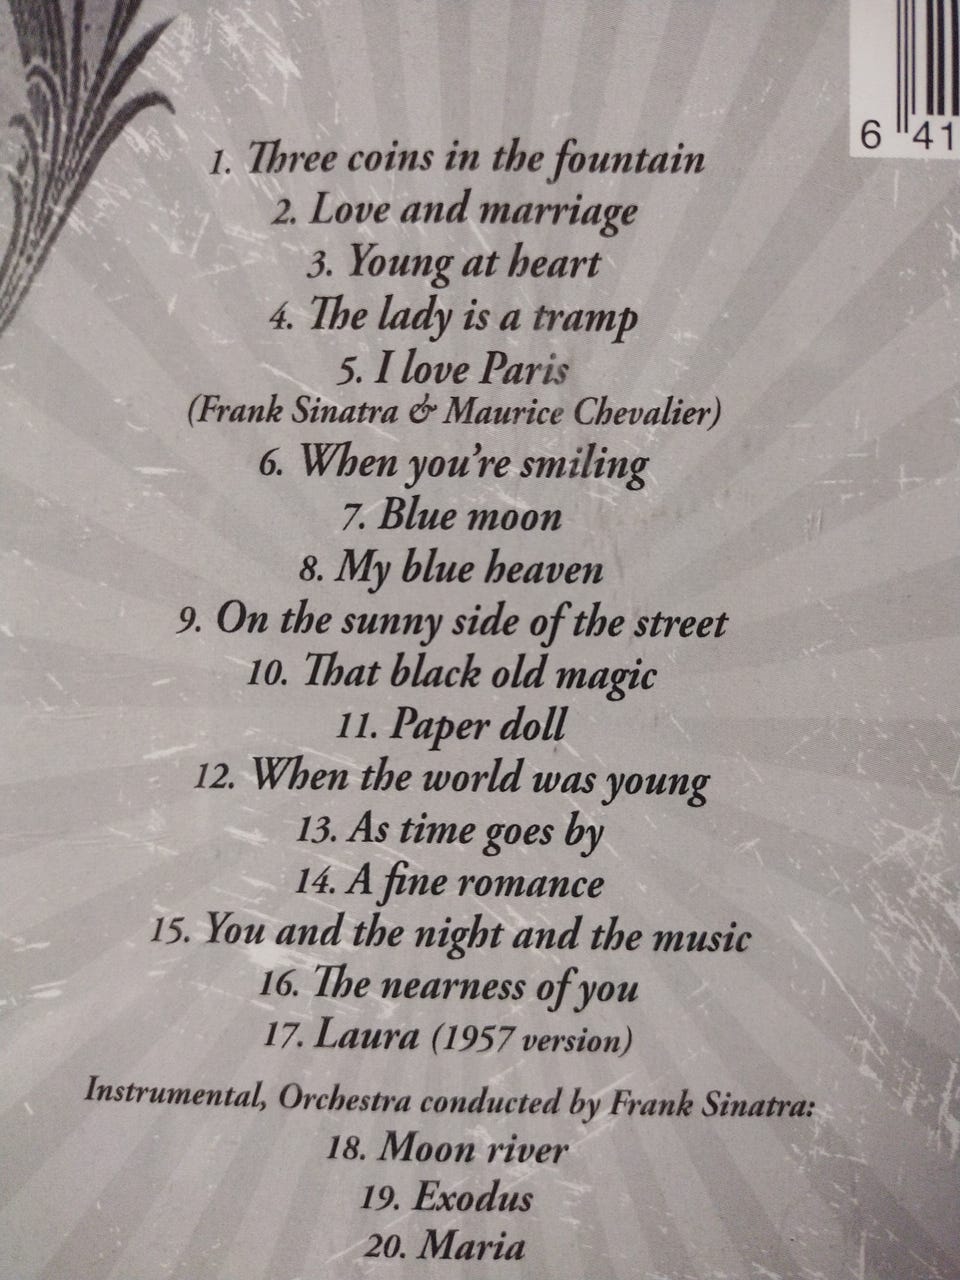 6 41
1. Three coins in the fountain
2. Love and marriage
3. Young at heart
4. The lady is a tramp
5. I love Paris
(Frank Sinatra & Maurice Chevalier)
6. When you're smiling
7. Blue moon
8. My blue heaven
9. On the sunny side of the street
10. That black old magic
11. Paper doll
12. When the world was young
13. As time goes by
14. A fine romance
15. You and the night and the music
16. The nearness of you
17. Laura (1957 version)
Instrumental, Orchestra conducted by Frank Sinatra:
18. Moon river
19. Exodus
20. Maria